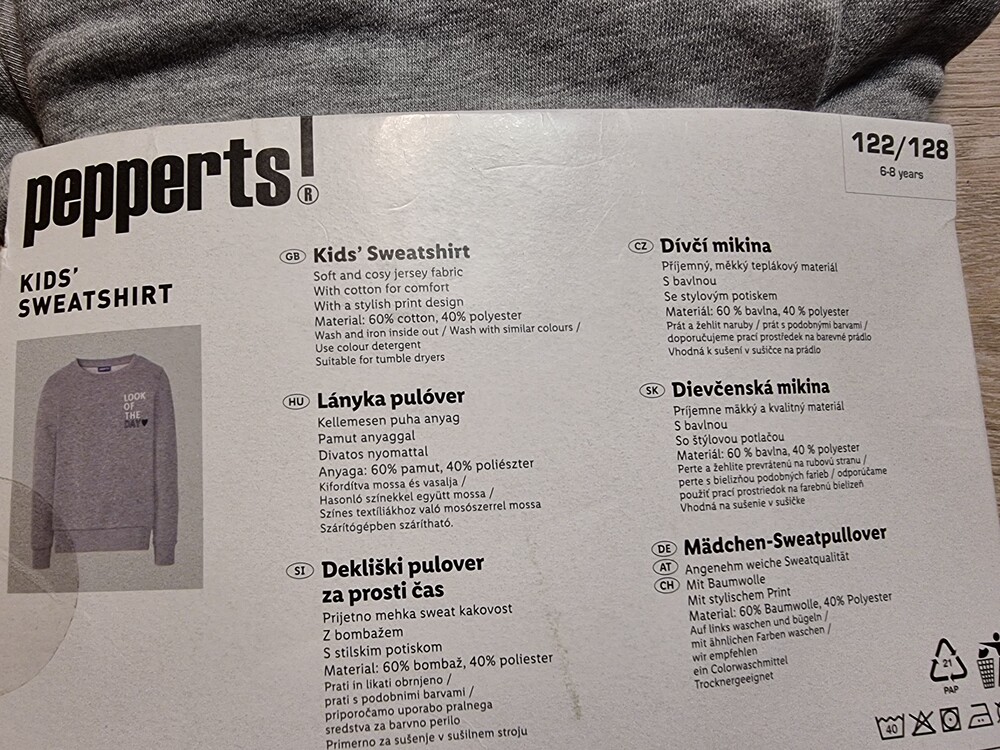 pepperts!®
122/128
6-8 years
KIDS’
SWEATSHIRT
LOOK
OF
THE
DAY♥
GB Kids’ Sweatshirt
Soft and cosy jersey fabric
With cotton for comfort
With a stylish print design
Material: 60% cotton, 40% polyester
Wash and iron inside out / Wash with similar colours /
Use colour detergent
Suitable for tumble dryers
HU Lányka pulóver
Kellemesen puha anyag
Pamut anyaggal
Divatos nyomattal
Anyaga: 60% pamut, 40% poliészter
Kifordítva mossa és vasalja /
Hasonló színekkel együtt mossa /
Színes textíliákhoz való mosószerrel mossa
Szárítógépben szárítható.
SI Dekliški pulover
za prosti čas
Prijetno mehka sweat kakovost
Z bombažem
S stilskim potiskom
Material: 60% bombaž, 40% poliester
Prati in likati obrnjeno /
prati s podobnimi barvami /
priporočamo uporabo pralnega
sredstva za barvno perilo
Primerno za sušenje v sušilnem stroju
CZ Dívčí mikina
Příjemný, měkký teplákový materiál
S bavlnou
Se stylovým potiskem
Materiál: 60 % bavlna, 40 % polyester
Prát a žehlit naruby / prát s podobnými barvami /
doporučujeme prací prostředek na barevné prádlo
Vhodná k sušení v sušičce na prádlo
SK Dievčenská mikina
Príjemne mäkký a kvalitný materiál
S bavlnou
So štýlovou potlačou
Materiál: 60 % bavlna, 40 % polyester
Perte a žehlite prevrátenú na rubovú stranu /
perte s bielizňou podobných farieb / odporúčame
použiť prací prostriedok na farebnú bielizeň
Vhodná na sušenie v sušičke
DE AT CH Mädchen-Sweatpullover
Angenehm weiche Sweatqualität
Mit Baumwolle
Mit stylischem Print
Material: 60% Baumwolle, 40% Polyester
Auf links waschen und bügeln /
mit ähnlichen Farben waschen /
wir empfehlen
ein Colorwaschmittel
Trocknergeeignet
21
PAP
40